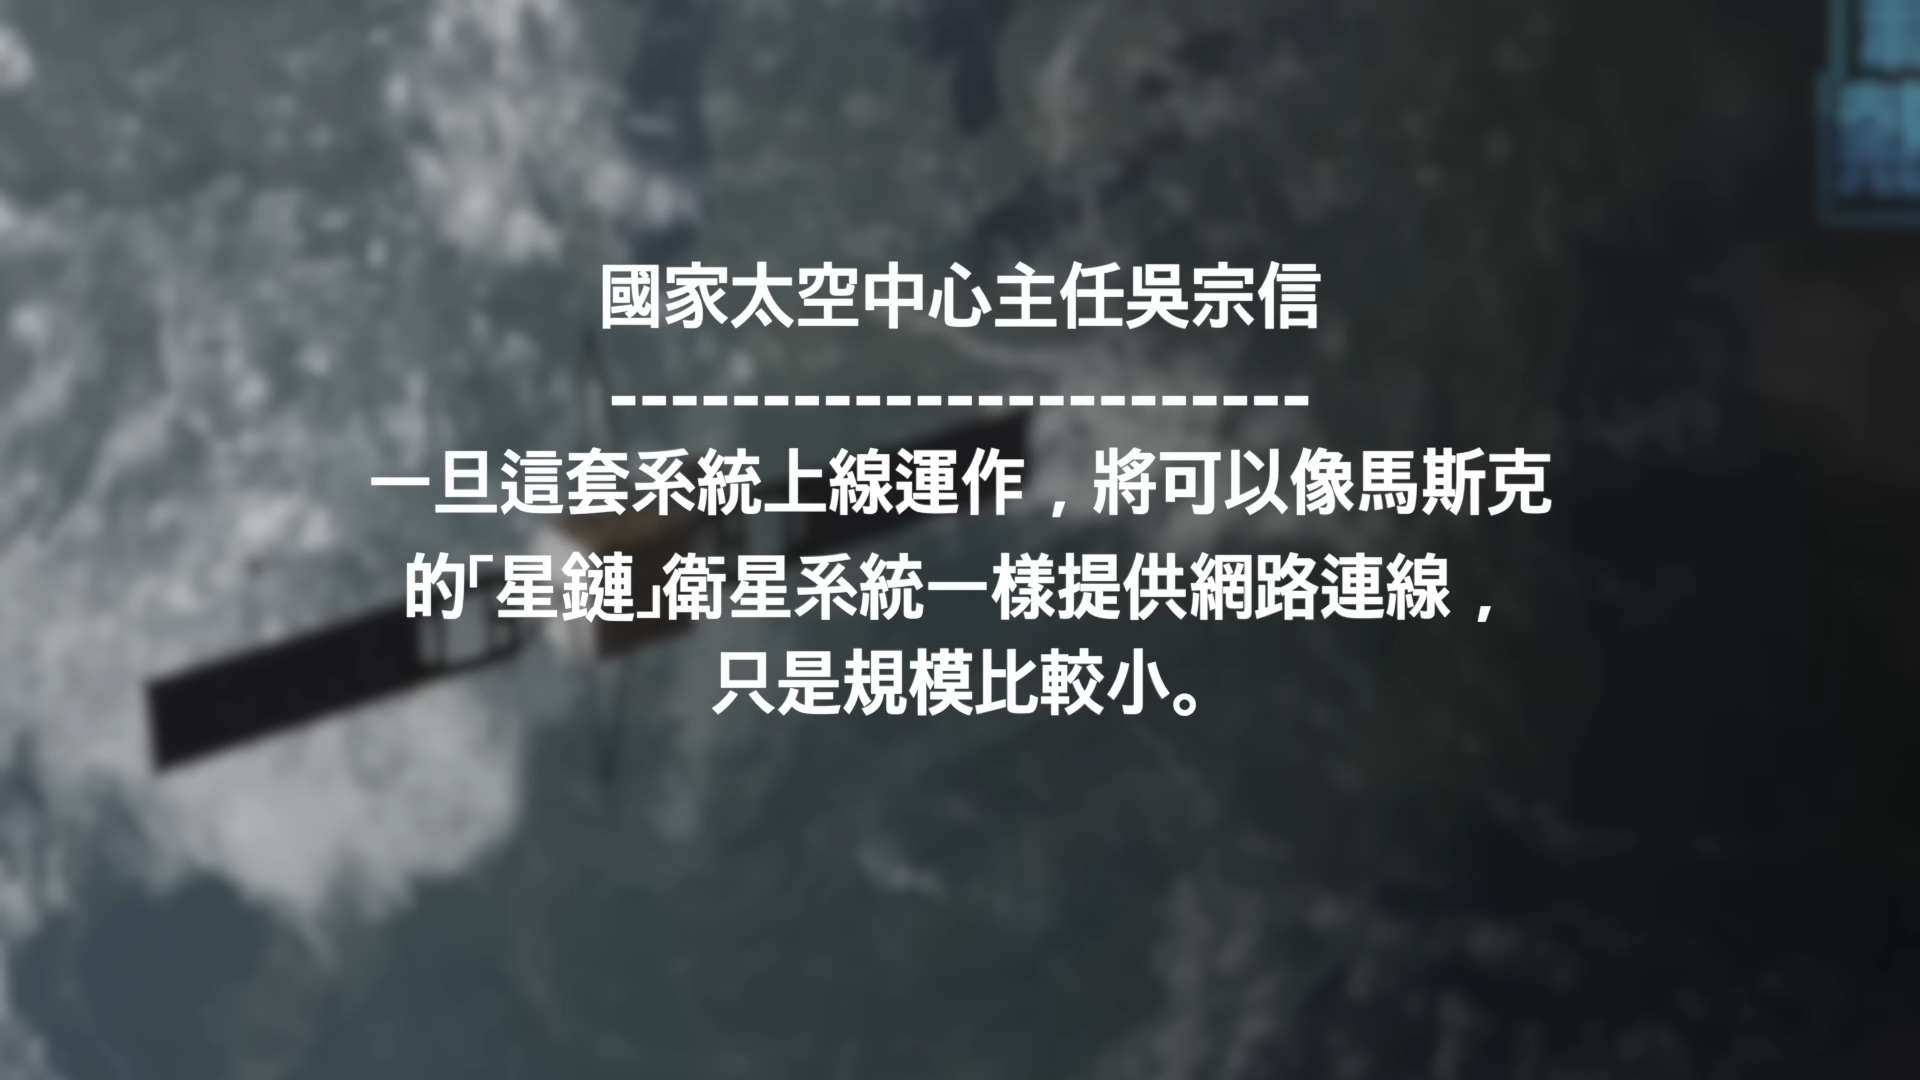 國家太空中心主任吳宗信
-----------------------
一旦這套系統上線運作，將可以像馬斯克
的「星鏈」衛星系統一樣提供網路連線，
只是規模比較小。